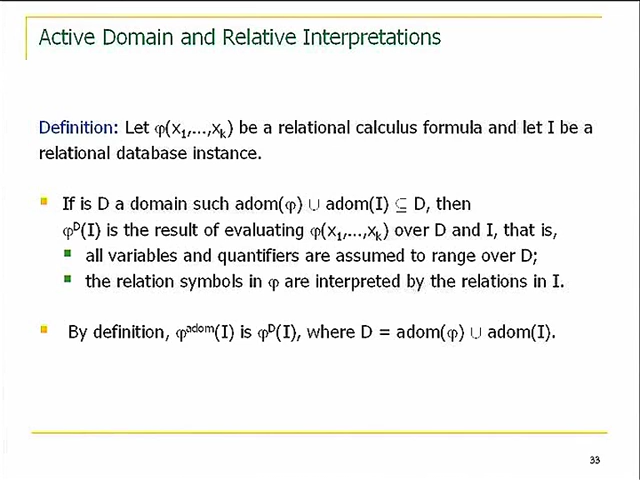 Active Domain and Relative Interpretations
Definition: Let φ(x₁,…,xₖ) be a relational calculus formula and let I be a
relational database instance.
If is D a domain such adom(φ) ∪ adom(I) ⊆ D, then
φᴰ(I) is the result of evaluating φ(x₁,…,xₖ) over D and I, that is,
all variables and quantifiers are assumed to range over D;
the relation symbols in φ are interpreted by the relations in I.
By definition, φᵃᵈᵒᵐ(I) is φᴰ(I), where D = adom(φ) ∪ adom(I).
33